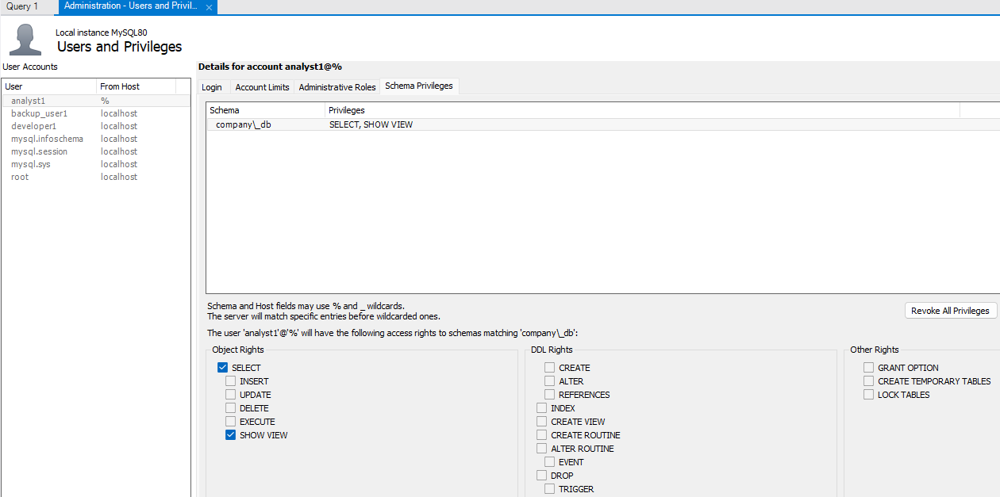 Query 1
Administration - Users and Privil...
Local instance MySQL80
Users and Privileges
User Accounts
User From Host
analyst1 %
backup_user1 localhost
developer1 localhost
mysql.infoschema localhost
mysql.session localhost
mysql.sys localhost
root localhost
Details for account analyst1@%
Login Account Limits Administrative Roles Schema Privileges
Schema Privileges
company\_db SELECT, SHOW VIEW
Schema and Host fields may use % and _ wildcards.
The server will match specific entries before wildcarded ones.
Revoke All Privileges
The user 'analyst1'@'%' will have the following access rights to schemas matching 'company\_db':
Object Rights
SELECT
INSERT
UPDATE
DELETE
EXECUTE
SHOW VIEW
DDL Rights
CREATE
ALTER
REFERENCES
INDEX
CREATE VIEW
CREATE ROUTINE
ALTER ROUTINE
EVENT
DROP
TRIGGER
Other Rights
GRANT OPTION
CREATE TEMPORARY TABLES
LOCK TABLES